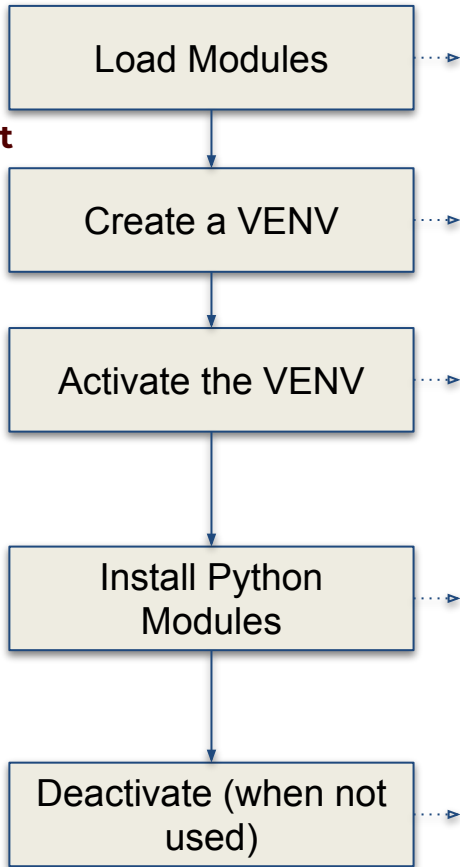 Load Modules
t
Create a VENV
Activate the VENV
Install Python
Modules
Deactivate (when not
used)